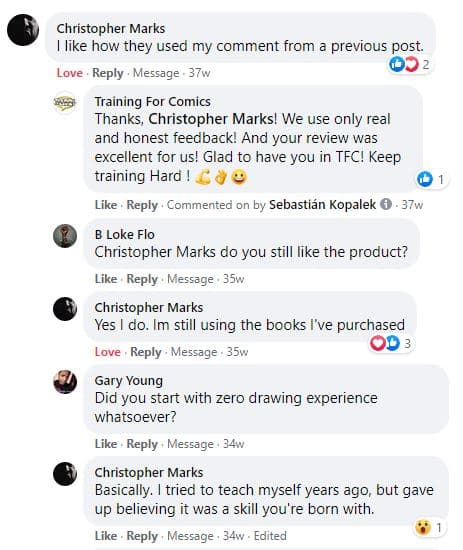 Christopher Marks
I like how they used my comment from a previous post.
Love · Reply · Message · 37w
2
Training For Comics
Thanks, Christopher Marks! We use only real
and honest feedback! And your review was
excellent for us! Glad to have you in TFC! Keep
training Hard ! 💪👌😀
1
Like · Reply · Commented on by Sebastián Kopalek · 37w
B Loke Flo
Christopher Marks do you still like the product?
Like · Reply · Message · 35w
Christopher Marks
Yes I do. Im still using the books I've purchased
3
Love · Reply · Message · 35w
Gary Young
Did you start with zero drawing experience
whatsoever?
Like · Reply · Message · 34w
Christopher Marks
Basically. I tried to teach myself years ago, but gave
up believing it was a skill you're born with.
1
Like · Reply · Message · 34w · Edited